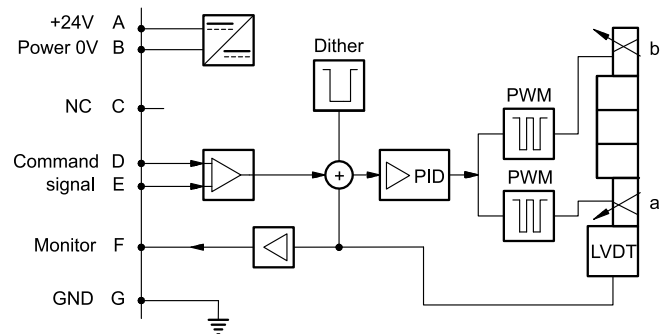 +24V A
Power 0V B
NC C
Command D
signal E
Monitor F
GND G
Dither
+
PID
PWM
PWM
b
a
LVDT